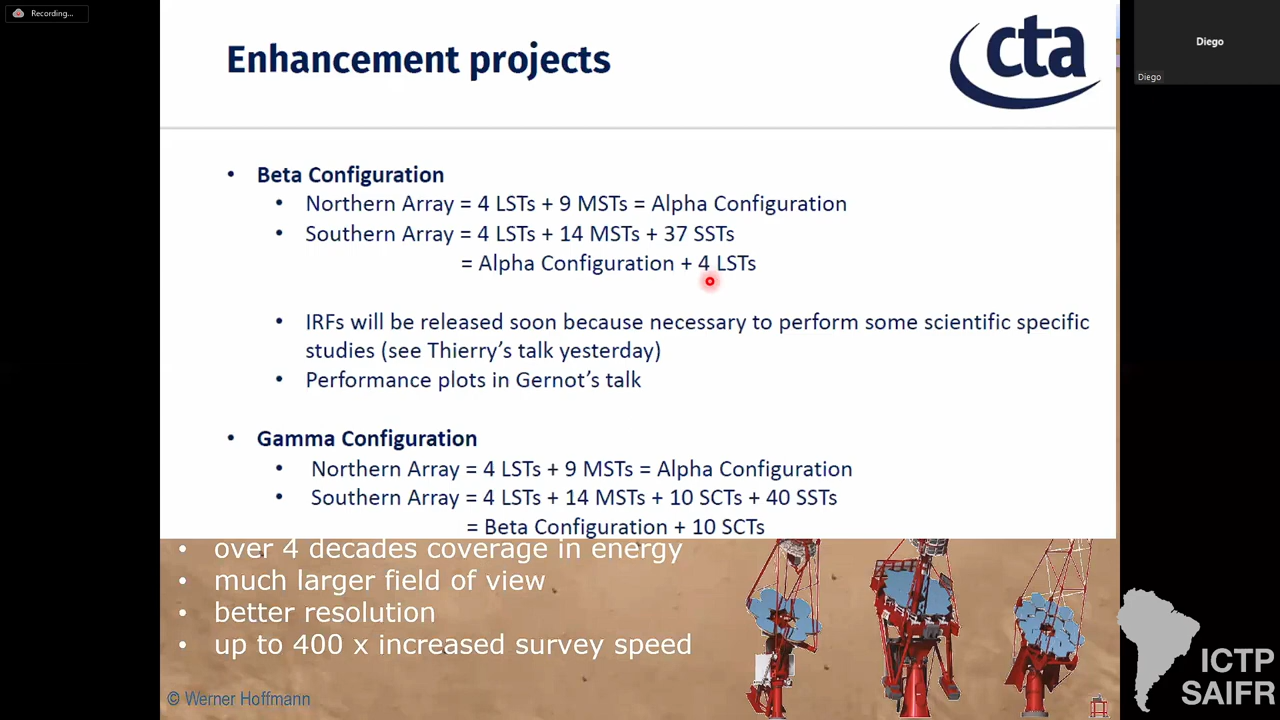 Recording...
Enhancement projects
cta
Diego
Diego
• Beta Configuration
• Northern Array = 4 LSTs + 9 MSTs = Alpha Configuration
• Southern Array = 4 LSTs + 14 MSTs + 37 SSTs
= Alpha Configuration + 4 LSTs
• IRFs will be released soon because necessary to perform some scientific specific
studies (see Thierry's talk yesterday)
• Performance plots in Gernot's talk
• Gamma Configuration
• Northern Array = 4 LSTs + 9 MSTs = Alpha Configuration
• Southern Array = 4 LSTs + 14 MSTs + 10 SCTs + 40 SSTs
= Beta Configuration + 10 SCTs
• over 4 decades coverage in energy
• much larger field of view
• better resolution
• up to 400 x increased survey speed
© Werner Hoffmann
ICTP
SAIFR